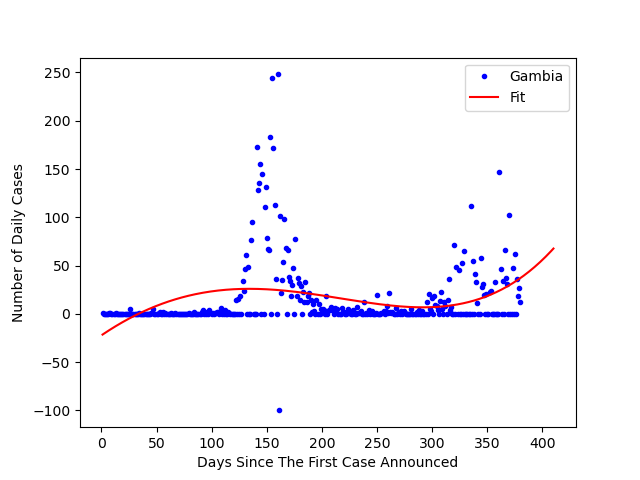 Gambia
Fit
250
200
150
100
50
0
−50
−100
Number of Daily Cases
0 50 100 150 200 250 300 350 400
Days Since The First Case Announced